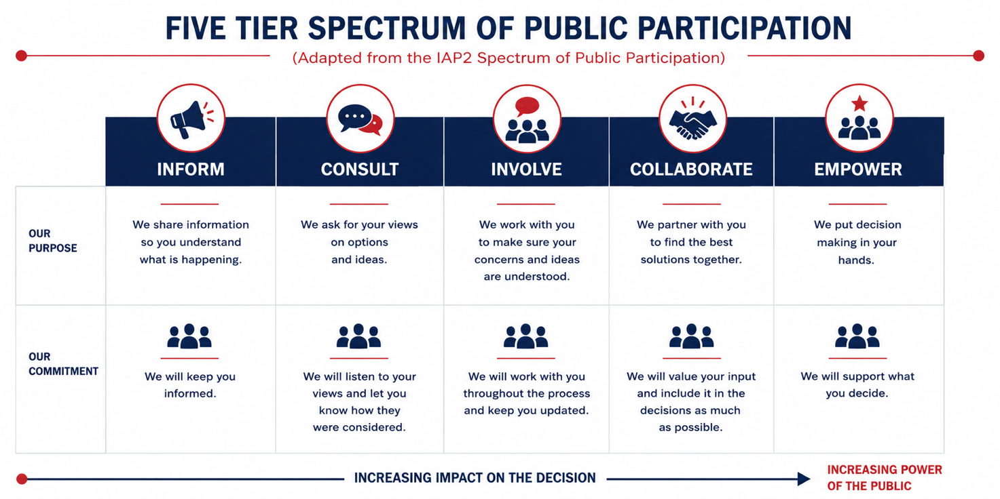 FIVE TIER SPECTRUM OF PUBLIC PARTICIPATION
(Adapted from the IAP2 Spectrum of Public Participation)
INFORM
CONSULT
INVOLVE
COLLABORATE
EMPOWER
OUR
PURPOSE
We share information
so you understand
what is happening.
We ask for your views
on options
and ideas.
We work with you
to make sure your
concerns and ideas
are understood.
We partner with you
to find the best
solutions together.
We put decision
making in your
hands.
OUR
COMMITMENT
We will keep you
informed.
We will listen to your
views and let you
know how they
were considered.
We will work with you
throughout the process
and keep you updated.
We will value your input
and include it in the
decisions as much
as possible.
We will support what
you decide.
INCREASING IMPACT ON THE DECISION
INCREASING POWER
OF THE PUBLIC